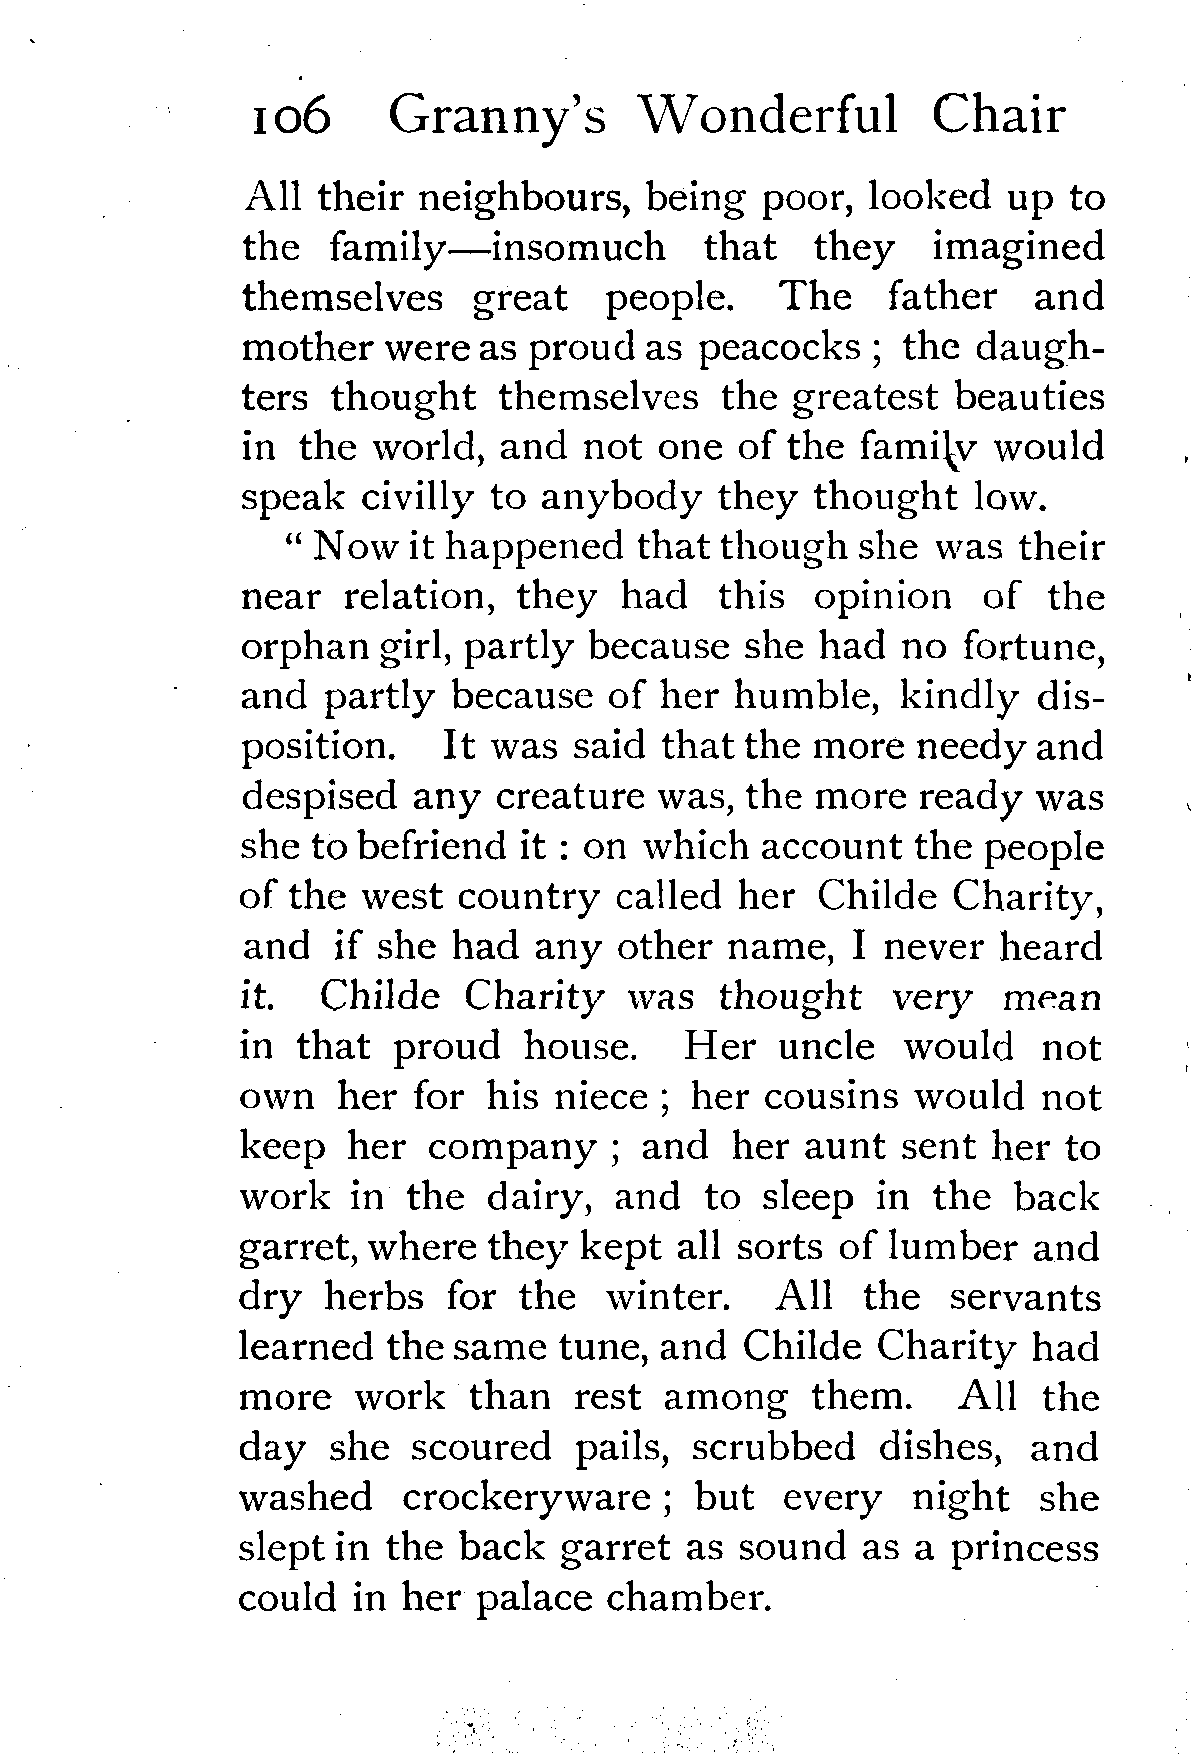 106 Granny's Wonderful Chair
All their neighbours, being poor, looked up to
the family—insomuch that they imagined
themselves great people. The father and
mother were as proud as peacocks ; the daugh-
ters thought themselves the greatest beauties
in the world, and not one of the family would
speak civilly to anybody they thought low.
“ Now it happened that though she was their
near relation, they had this opinion of the
orphan girl, partly because she had no fortune,
and partly because of her humble, kindly dis-
position. It was said that the more needy and
despised any creature was, the more ready was
she to befriend it : on which account the people
of the west country called her Childe Charity,
and if she had any other name, I never heard
it. Childe Charity was thought very mean
in that proud house. Her uncle would not
own her for his niece ; her cousins would not
keep her company ; and her aunt sent her to
work in the dairy, and to sleep in the back
garret, where they kept all sorts of lumber and
dry herbs for the winter. All the servants
learned the same tune, and Childe Charity had
more work than rest among them. All the
day she scoured pails, scrubbed dishes, and
washed crockeryware ; but every night she
slept in the back garret as sound as a princess
could in her palace chamber.